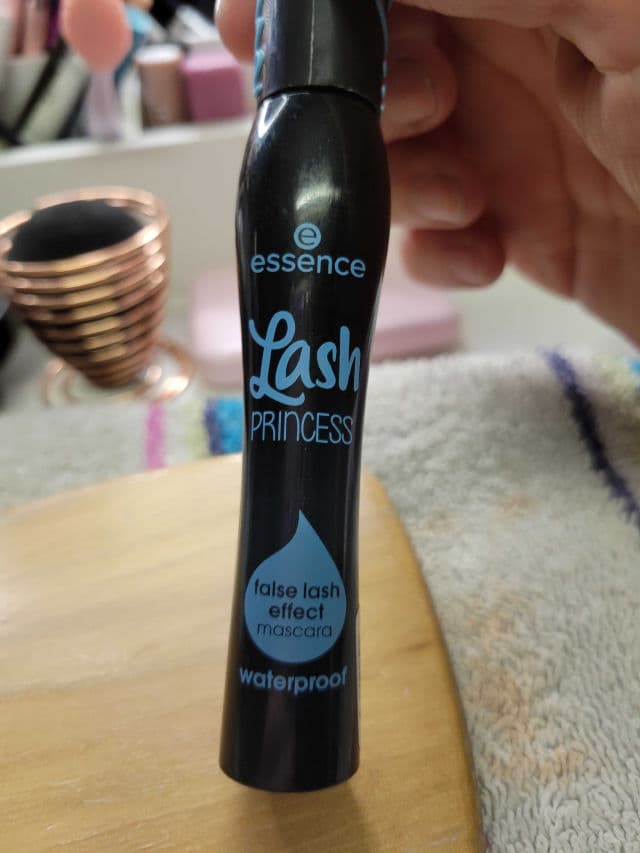 e
essence
Lash
PRINCESS
false lash
effect
mascara
waterproof